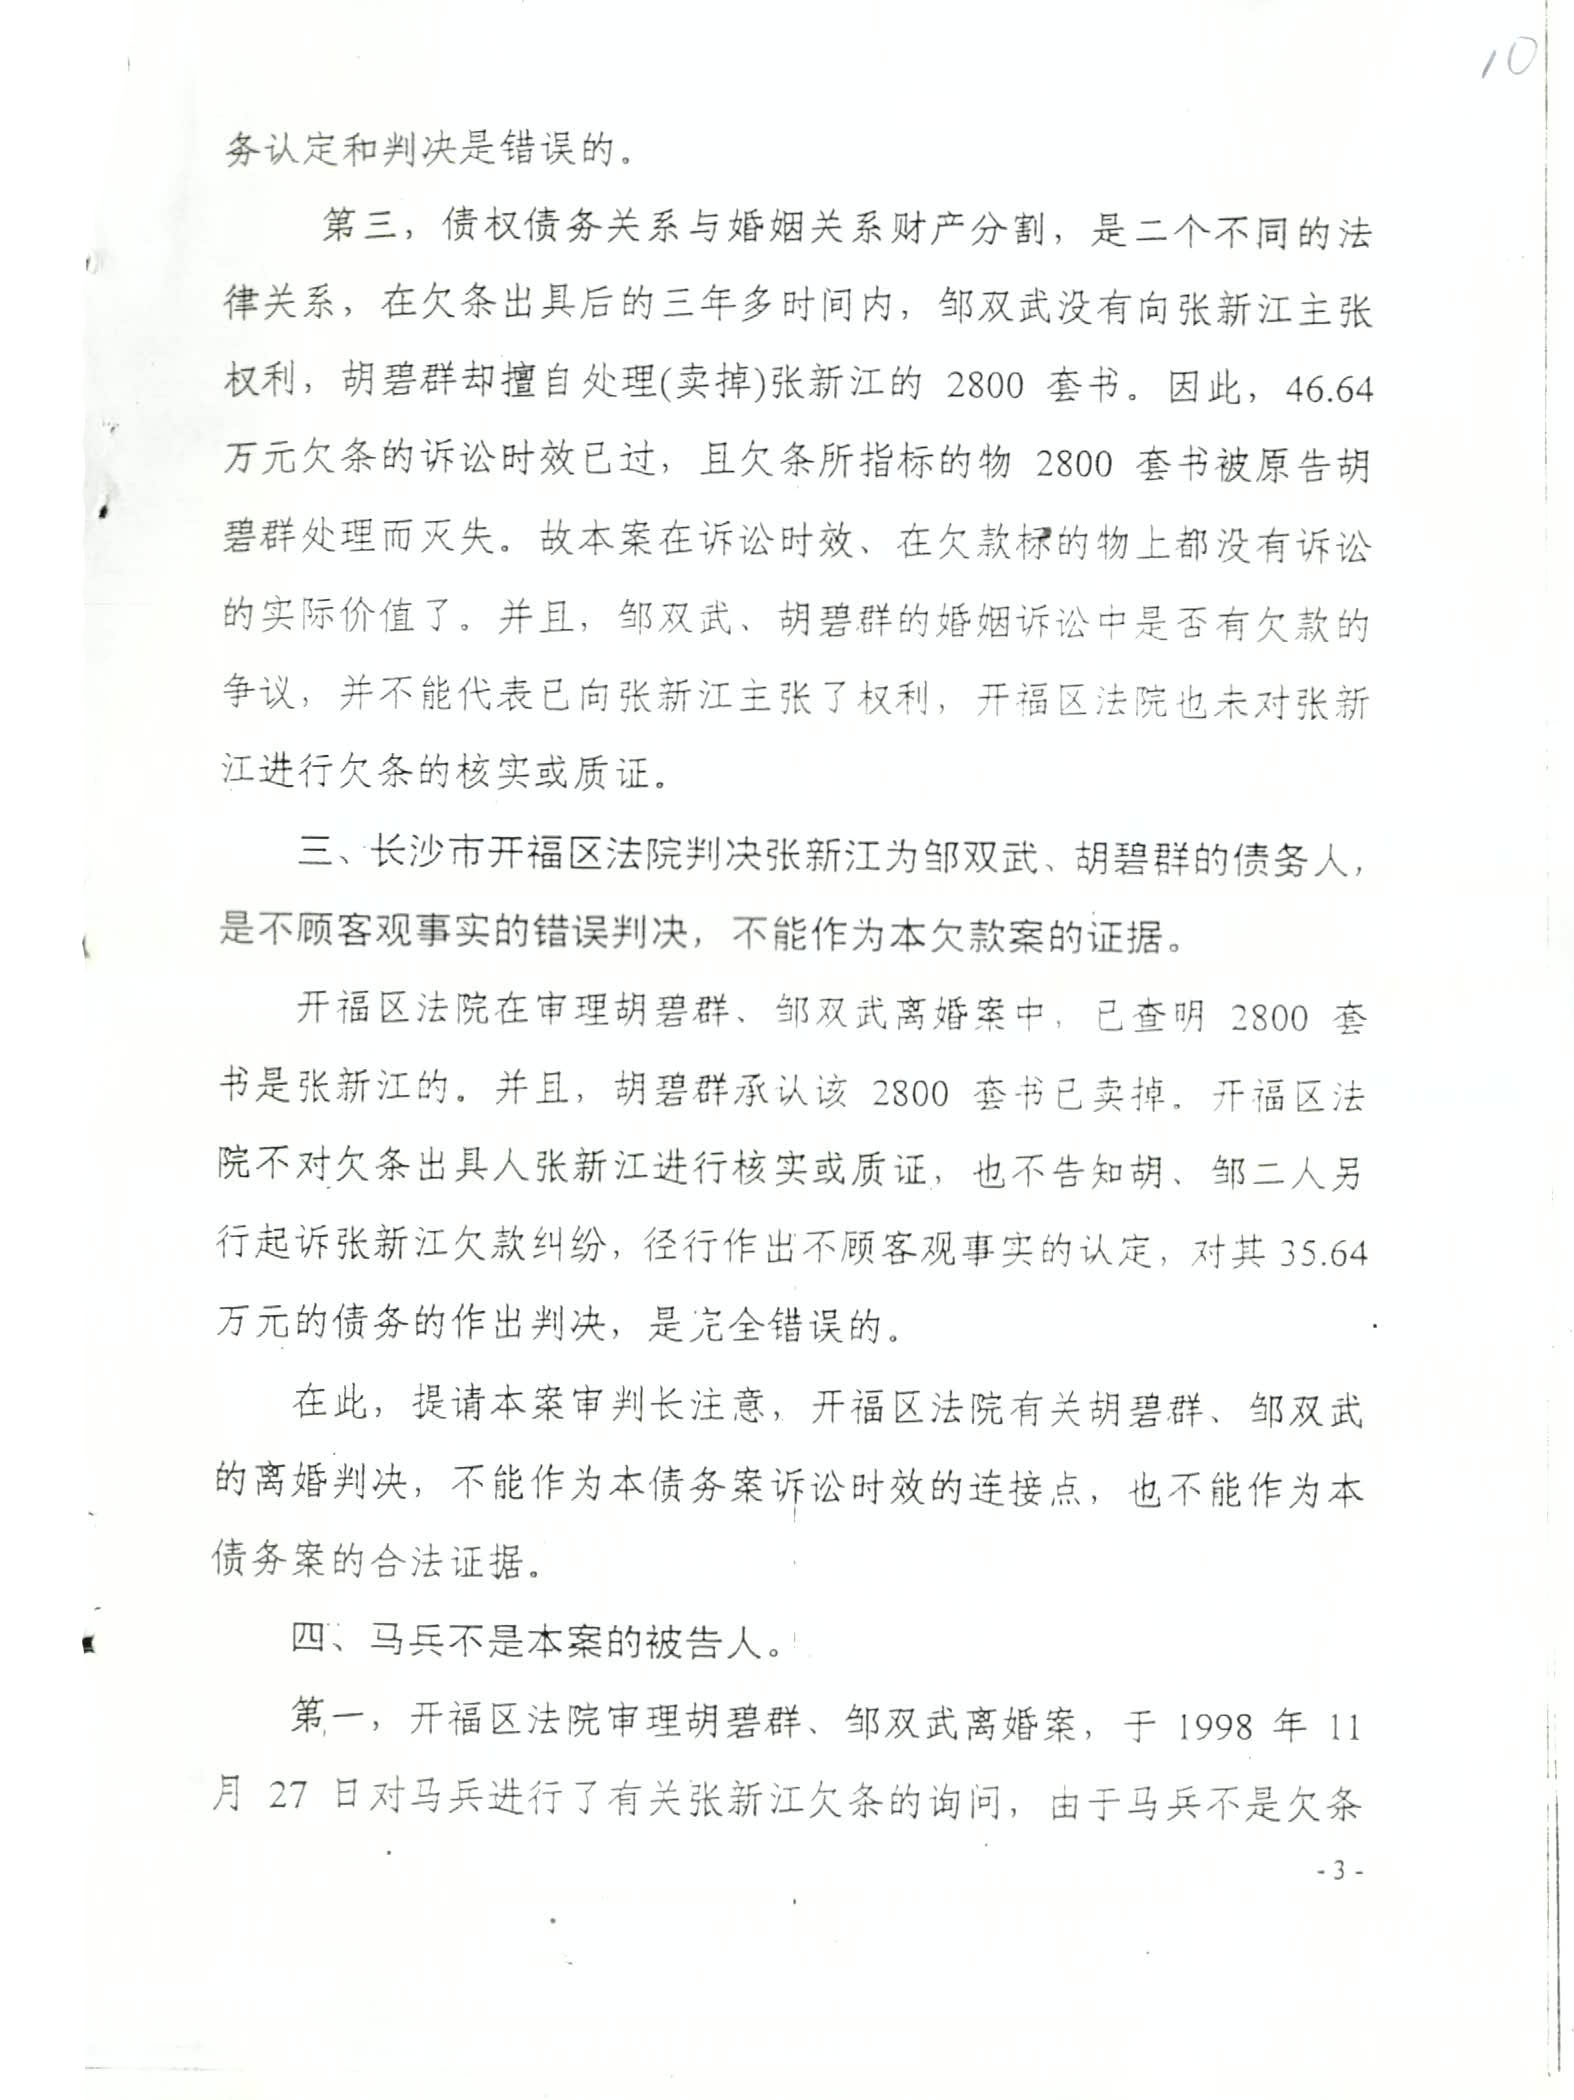 10
务认定和判决是错误的。
第三，债权债务关系与婚姻关系财产分割，是二个不同的法
律关系，在欠条出具后的三年多时间内，邹双武没有向张新江主张
权利，胡碧群却擅自处理(卖掉)张新江的 2800 套书。因此，46.64
万元欠条的诉讼时效已过，且欠条所指标的物 2800 套书被原告胡
碧群处理而灭失。故本案在诉讼时效、在欠款标的物上都没有诉讼
的实际价值了。并且，邹双武、胡碧群的婚姻诉讼中是否有欠款的
争议，并不能代表已向张新江主张了权利，开福区法院也未对张新
江进行欠条的核实或质证。
三、长沙市开福区法院判决张新江为邹双武、胡碧群的债务人，
是不顾客观事实的错误判决，不能作为本欠款案的证据。
开福区法院在审理胡碧群、邹双武离婚案中，已查明 2800 套
书是张新江的。并且，胡碧群承认该 2800 套书已卖掉。开福区法
院不对欠条出具人张新江进行核实或质证，也不告知胡、邹二人另
行起诉张新江欠款纠纷，径行作出不顾客观事实的认定，对其 35.64
万元的债务的作出判决，是完全错误的。
在此，提请本案审判长注意，开福区法院有关胡碧群、邹双武
的离婚判决，不能作为本债务案诉讼时效的连接点，也不能作为本
债务案的合法证据。
四、马兵不是本案的被告人。
第一，开福区法院审理胡碧群、邹双武离婚案，于 1998 年 11
月 27 日对马兵进行了有关张新江欠条的询问，由于马兵不是欠条
- 3 -